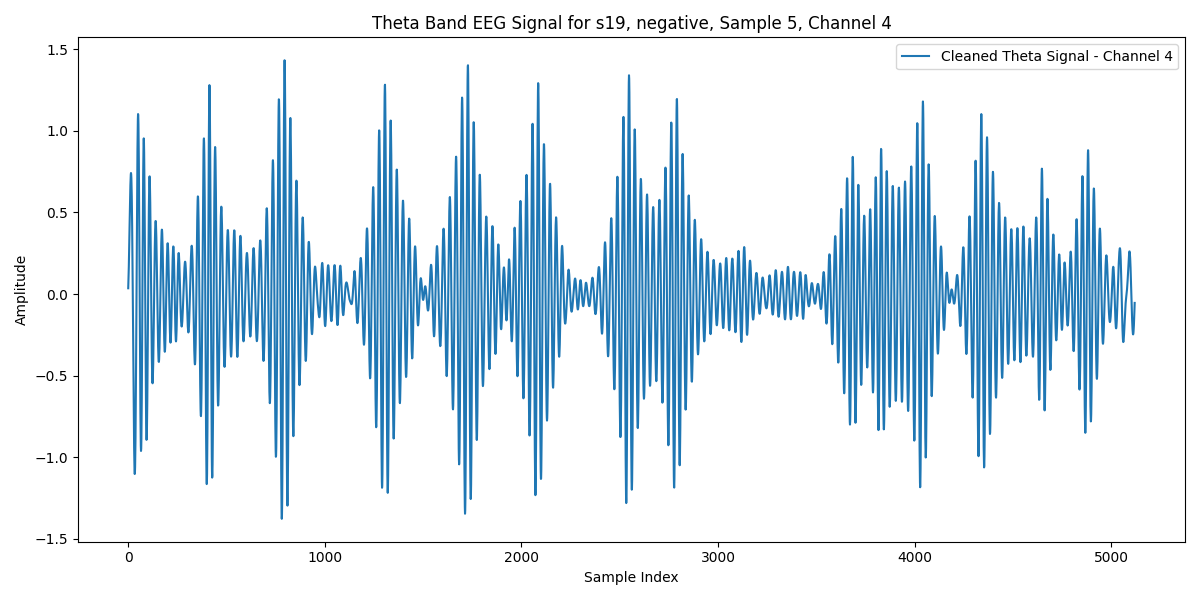 Theta Band EEG Signal for s19, negative, Sample 5, Channel 4
Cleaned Theta Signal - Channel 4
1.5
1.0
0.5
0.0
−0.5
−1.0
−1.5
Amplitude
0 1000 2000 3000 4000 5000
Sample Index